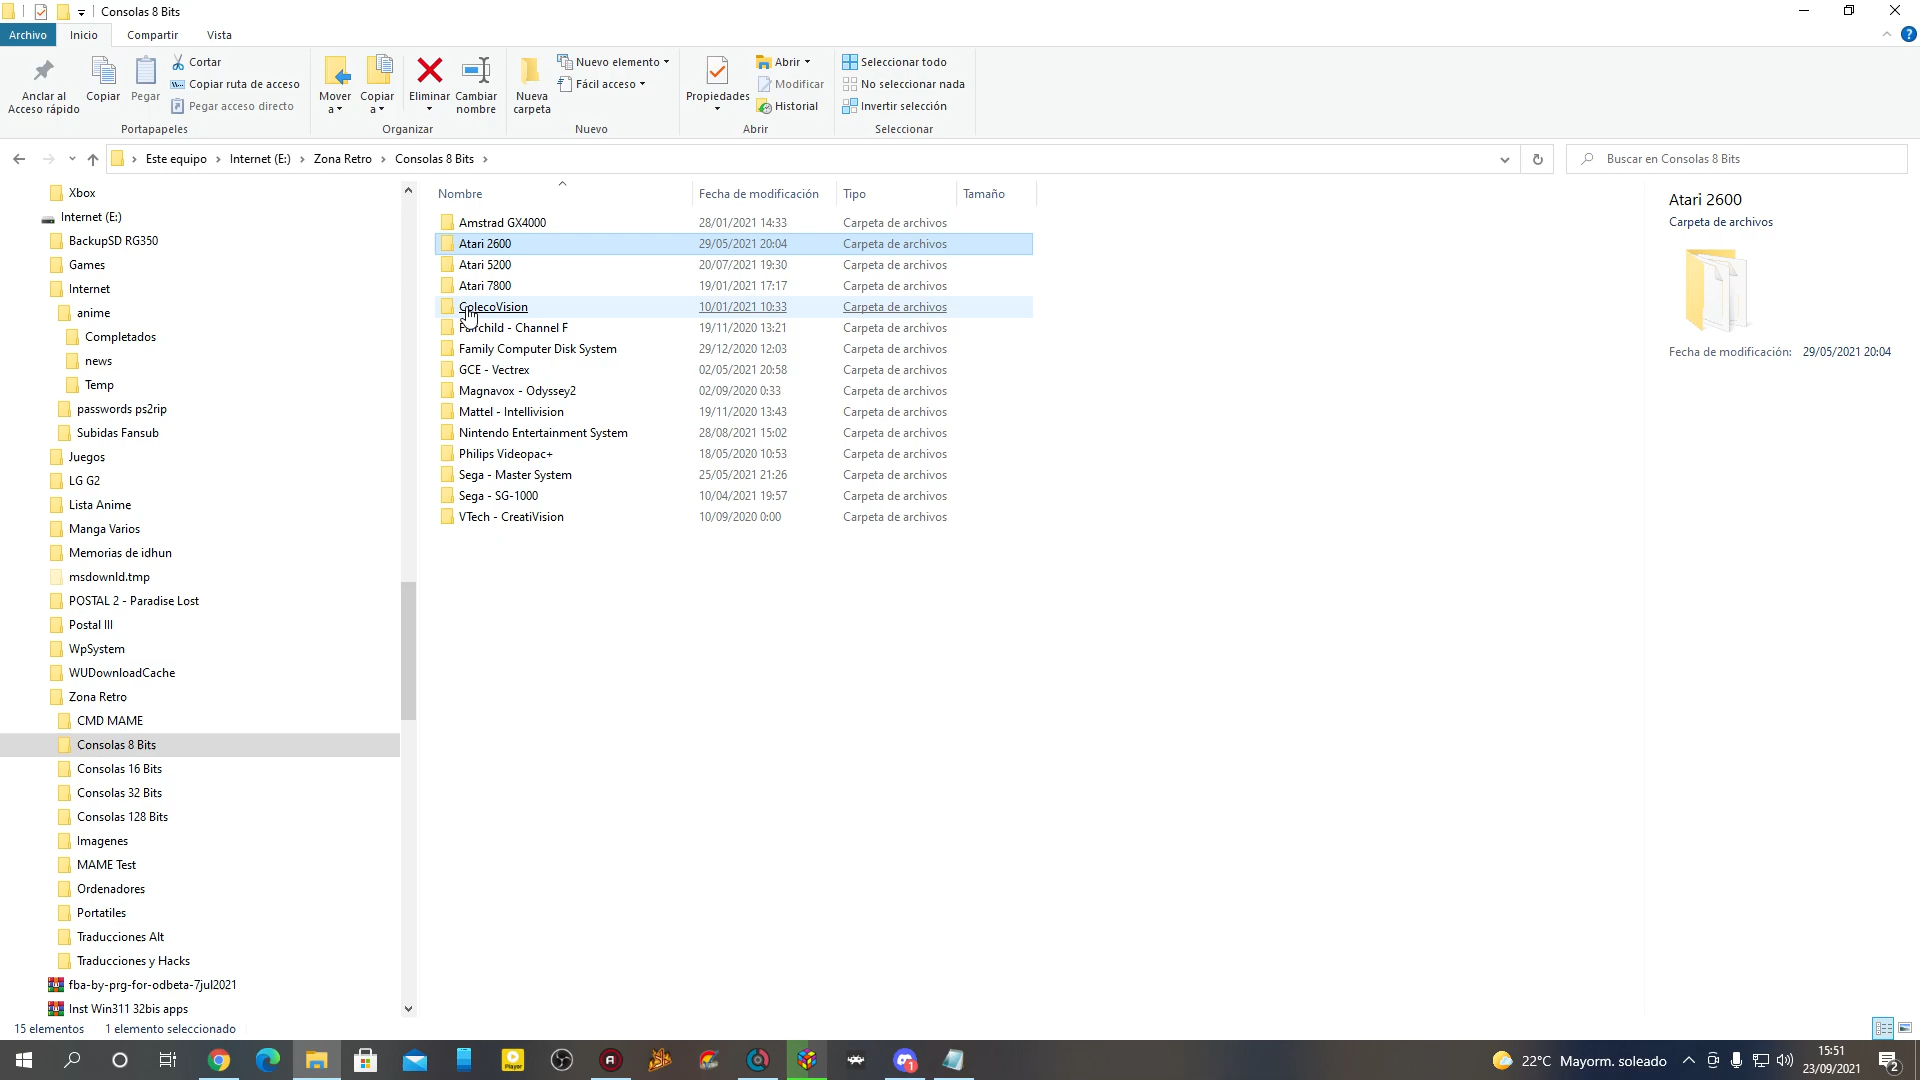 Consolas 8 Bits
Archivo Inicio Compartir Vista
Anclar al Acceso rápido
Copiar
Pegar
Cortar
Copiar ruta de acceso
Pegar acceso directo
Portapapeles
Mover a
Copiar a
Eliminar
Cambiar nombre
Organizar
Nueva carpeta
Nuevo elemento
Fácil acceso
Nuevo
Propiedades
Abrir
Modificar
Historial
Abrir
Seleccionar todo
No seleccionar nada
Invertir selección
Seleccionar
Este equipo > Internet (E:) > Zona Retro > Consolas 8 Bits >
Buscar en Consolas 8 Bits
Xbox
Internet (E:)
BackupSD RG350
Games
Internet
anime
Completados
news
Temp
passwords ps2rip
Subidas Fansub
Juegos
LG G2
Lista Anime
Manga Varios
Memorias de idhun
msdownld.tmp
POSTAL 2 - Paradise Lost
Postal III
WpSystem
WUDownloadCache
Zona Retro
CMD MAME
Consolas 8 Bits
Consolas 16 Bits
Consolas 32 Bits
Consolas 128 Bits
Imagenes
MAME Test
Ordenadores
Portatiles
Traducciones Alt
Traducciones y Hacks
fba-by-prg-for-odbeta-7jul2021
Inst Win311 32bis apps
Nombre Fecha de modificación Tipo Tamaño
Amstrad GX4000 28/01/2021 14:33 Carpeta de archivos
Atari 2600 29/05/2021 20:04 Carpeta de archivos
Atari 5200 20/07/2021 19:30 Carpeta de archivos
Atari 7800 19/01/2021 17:17 Carpeta de archivos
ColecoVision 10/01/2021 10:33 Carpeta de archivos
Fairchild - Channel F 19/11/2020 13:21 Carpeta de archivos
Family Computer Disk System 29/12/2020 12:03 Carpeta de archivos
GCE - Vectrex 02/05/2021 20:58 Carpeta de archivos
Magnavox - Odyssey2 02/09/2020 0:33 Carpeta de archivos
Mattel - Intellivision 19/11/2020 13:43 Carpeta de archivos
Nintendo Entertainment System 28/08/2021 15:02 Carpeta de archivos
Philips Videopac+ 18/05/2020 10:53 Carpeta de archivos
Sega - Master System 25/05/2021 21:26 Carpeta de archivos
Sega - SG-1000 10/04/2021 19:57 Carpeta de archivos
VTech - CreatiVision 10/09/2020 0:00 Carpeta de archivos
Atari 2600
Carpeta de archivos
Fecha de modificación: 29/05/2021 20:04
15 elementos 1 elemento seleccionado
Player
1
22°C Mayorm. soleado
15:51
23/09/2021
2